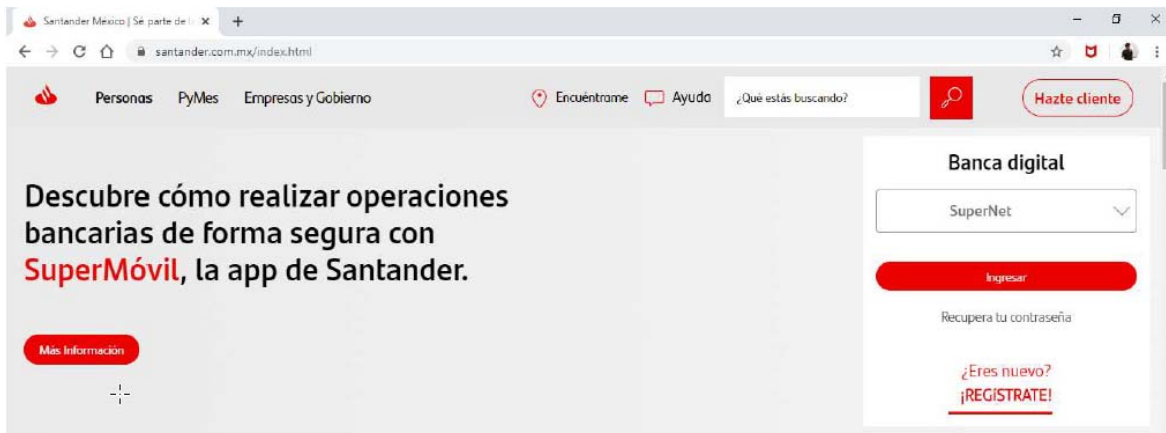 Santander México | Sé parte de l
santander.com.mx/index.html
Personas PyMes Empresas y Gobierno Encuéntrame Ayuda ¿Qué estás buscando? Hazte cliente
Descubre cómo realizar operaciones
bancarias de forma segura con
SuperMóvil, la app de Santander.
Más Información
Banca digital
SuperNet
Ingresar
Recupera tu contraseña
¿Eres nuevo?
¡REGÍSTRATE!